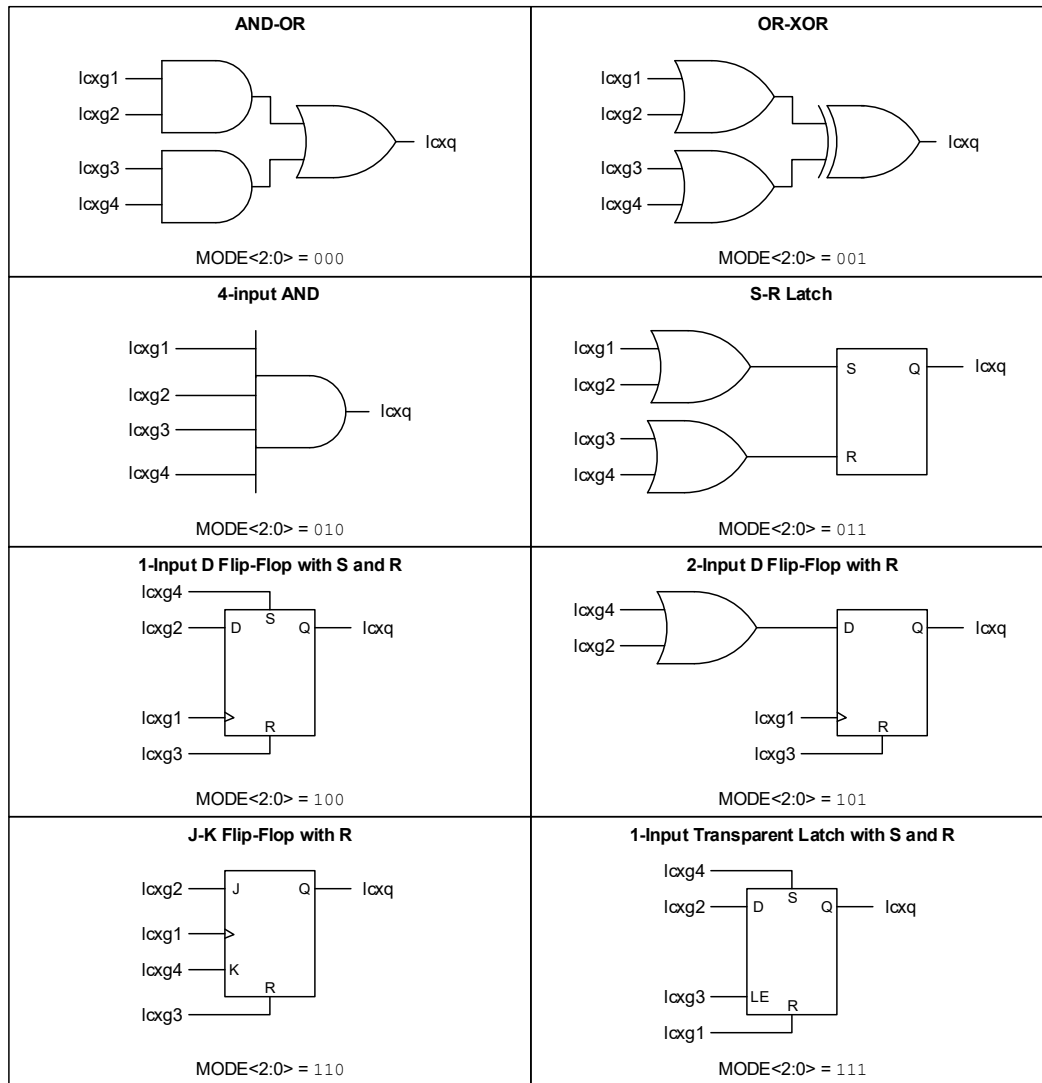 AND-OR
lcxg1
lcxg2
lcxg3
lcxg4
lcxq
MODE<2:0> = 000
OR-XOR
lcxg1
lcxg2
lcxg3
lcxg4
lcxq
MODE<2:0> = 001
4-input AND
lcxg1
lcxg2
lcxg3
lcxg4
lcxq
MODE<2:0> = 010
S-R Latch
lcxg1
lcxg2
lcxg3
lcxg4
S
Q
lcxq
R
MODE<2:0> = 011
1-Input D Flip-Flop with S and R
lcxg4
S
lcxg2
D
Q
lcxq
lcxg1
R
lcxg3
MODE<2:0> = 100
2-Input D Flip-Flop with R
lcxg4
lcxg2
D
Q
lcxq
lcxg1
R
lcxg3
MODE<2:0> = 101
J-K Flip-Flop with R
lcxg2
J
Q
lcxq
lcxg1
lcxg4
K
R
lcxg3
MODE<2:0> = 110
1-Input Transparent Latch with S and R
lcxg4
S
lcxg2
D
Q
lcxq
lcxg3
LE
R
lcxg1
MODE<2:0> = 111